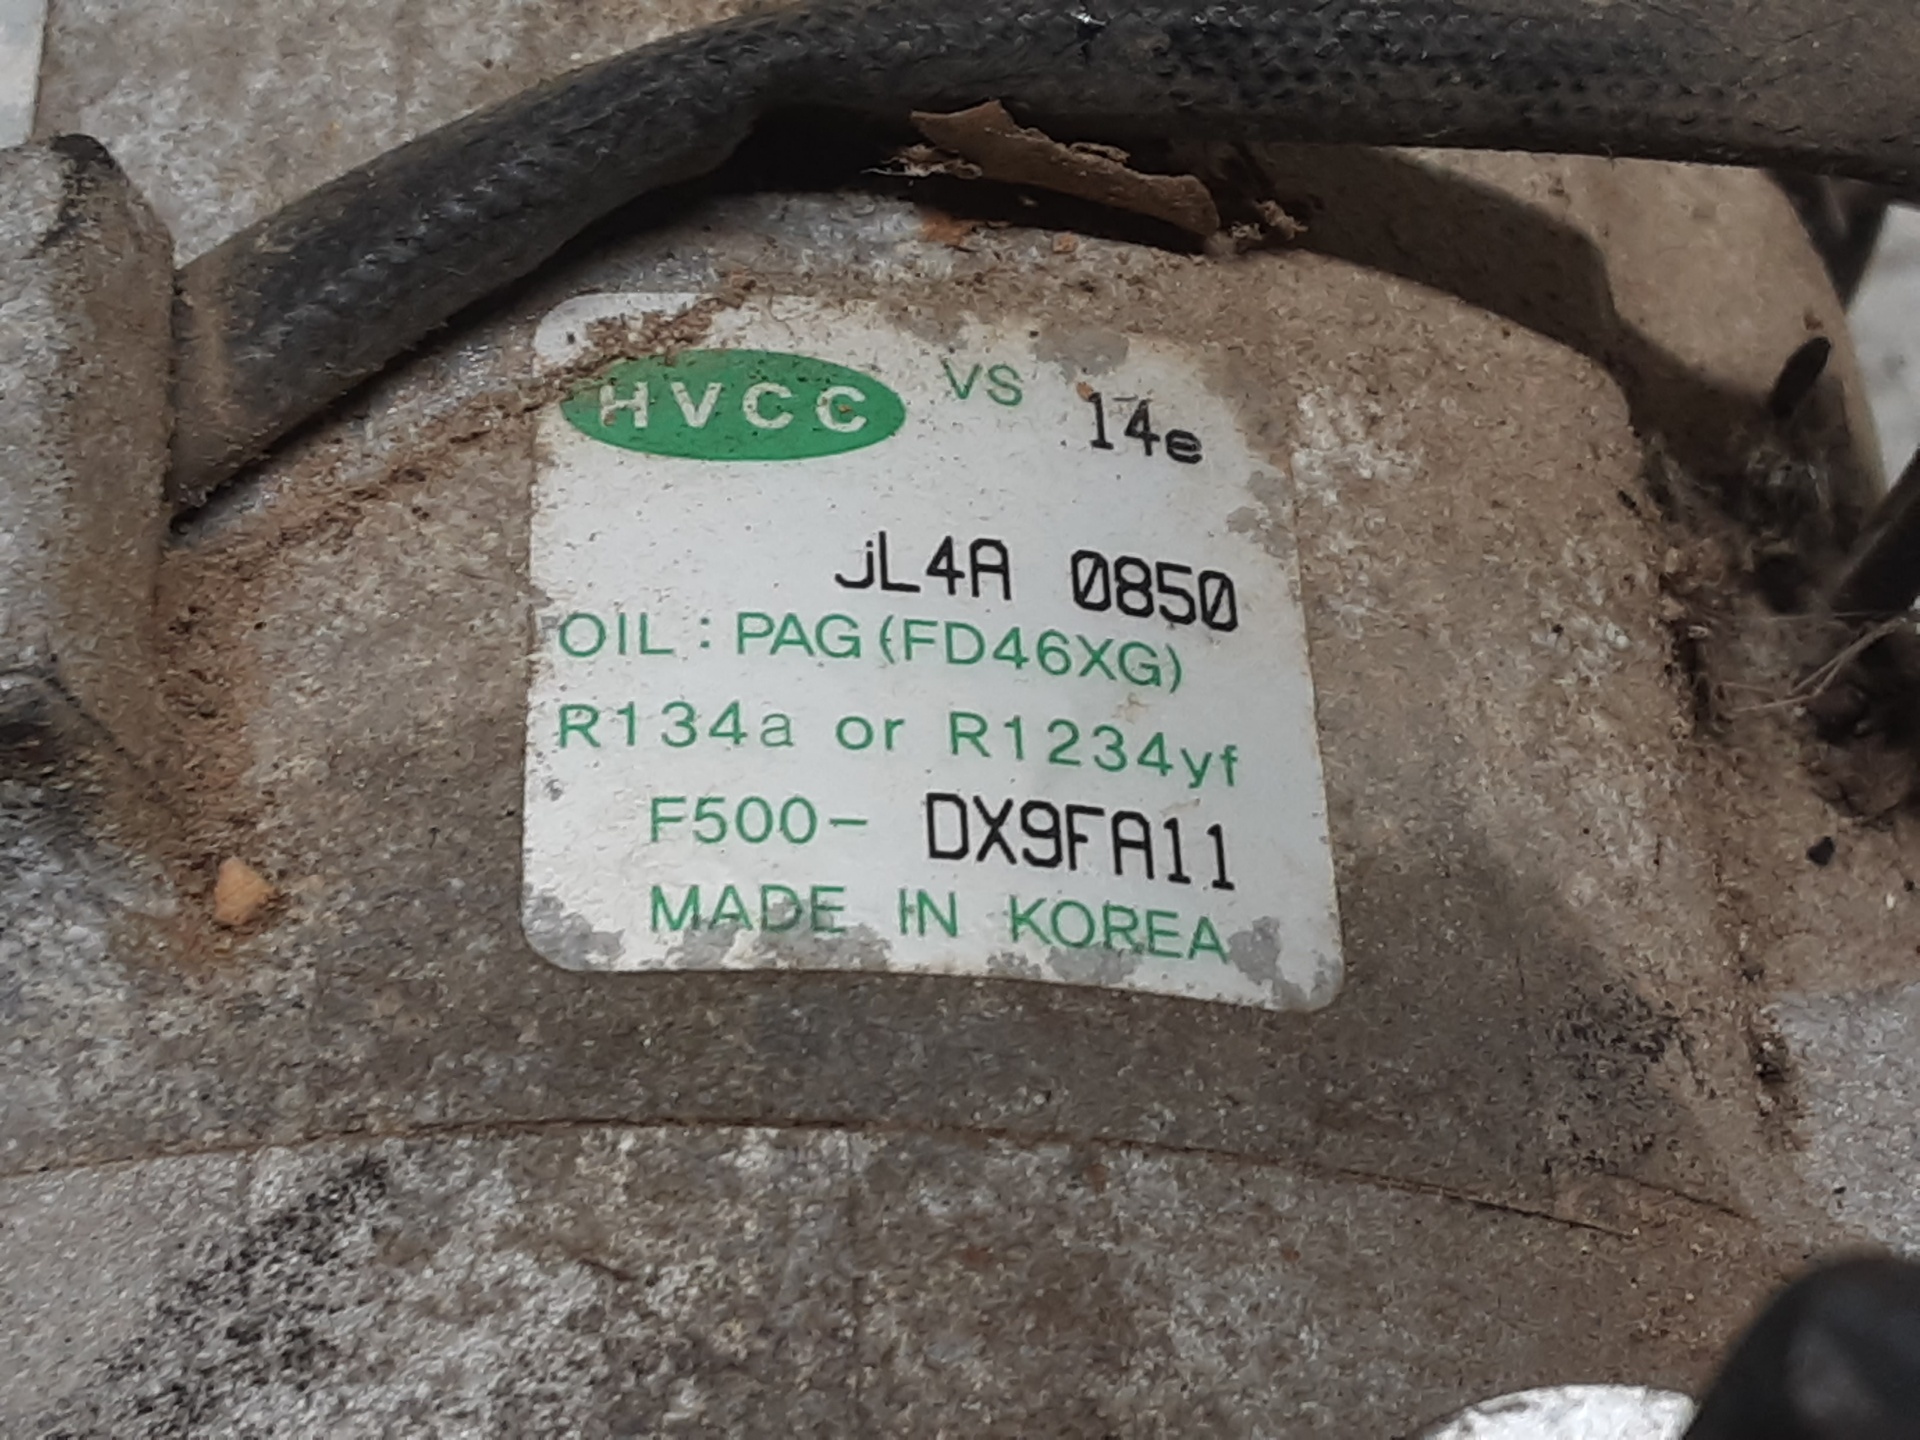 HVCC VS 14e
jL4A 0850
OIL : PAG (FD46XG)
R134a or R1234yf
F500- DX9FA11
MADE IN KOREA